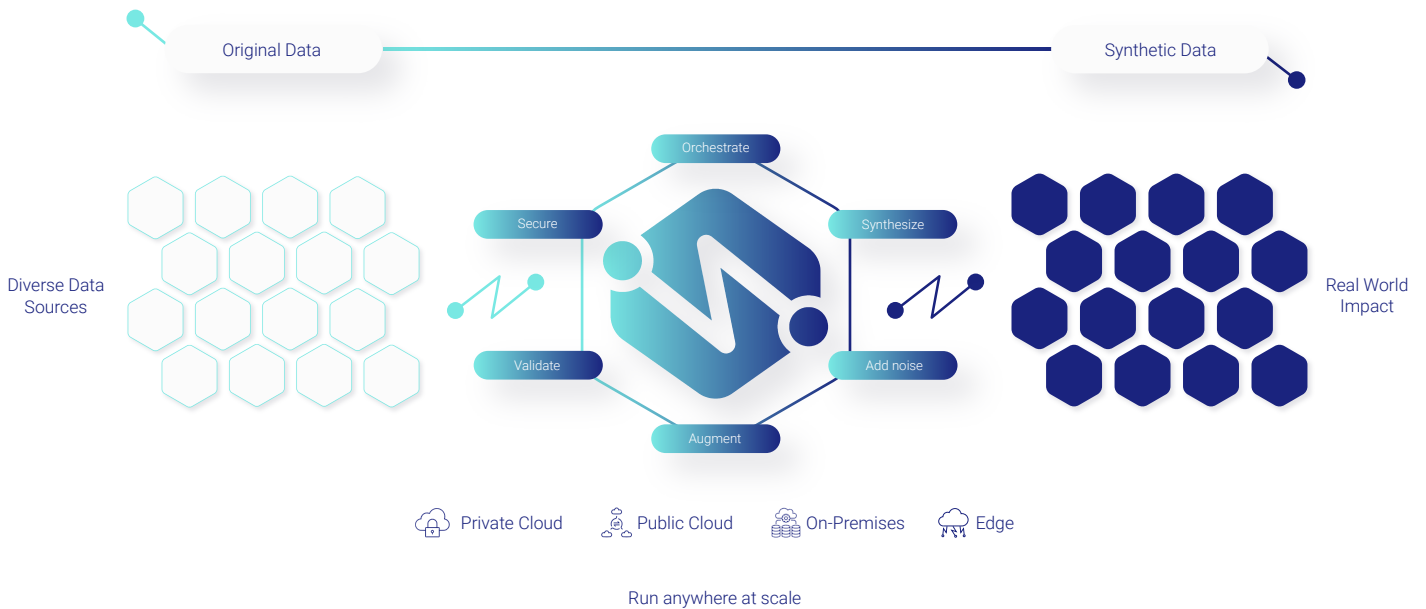 Original Data
Synthetic Data
Orchestrate
Secure
Synthesize
Diverse Data
Sources
Real World
Impact
Validate
Add noise
Augment
Private Cloud
Public Cloud
On-Premises
Edge
Run anywhere at scale